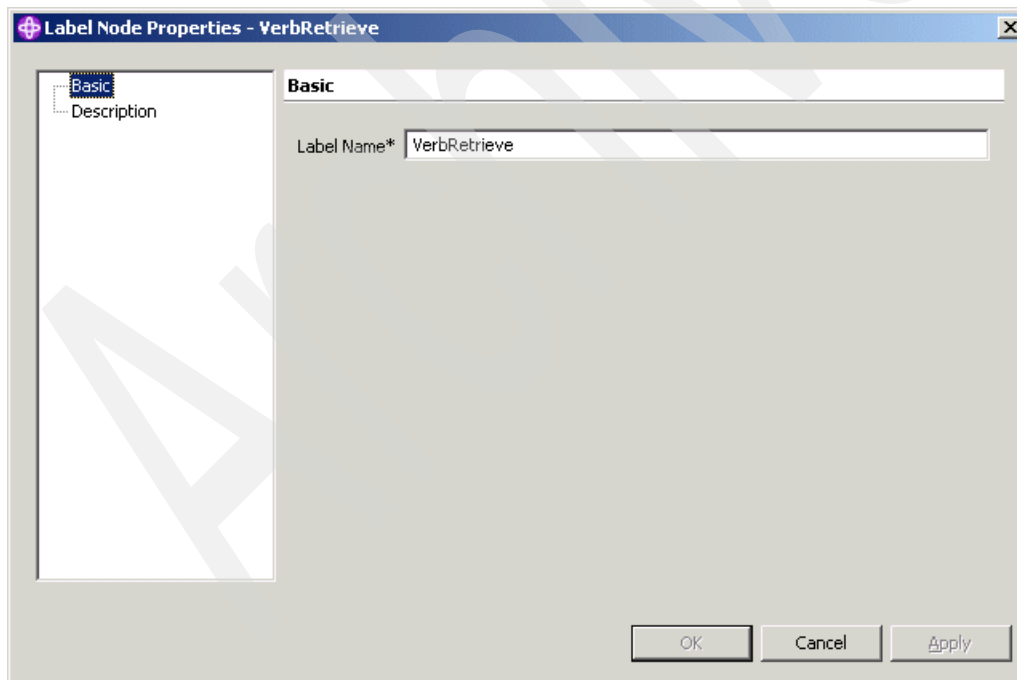 Label Node Properties - VerbRetrieve
Basic
Description
Basic
Label Name* VerbRetrieve
OK Cancel Apply